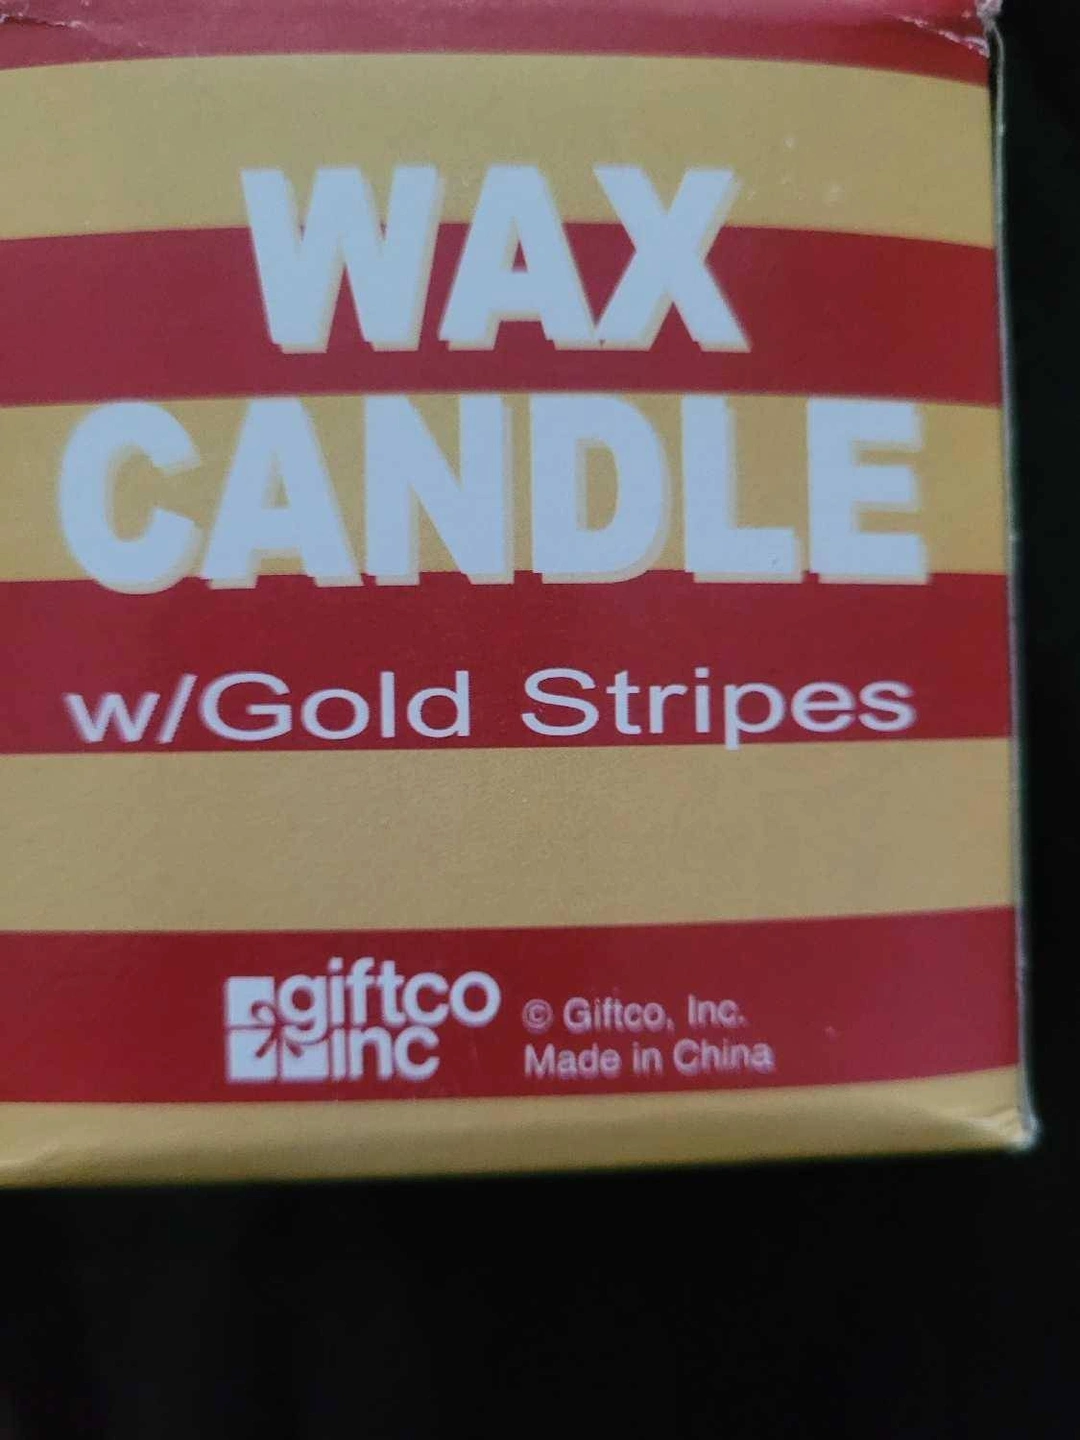 WAX
CANDLE
w/Gold Stripes
giftco
inc
© Giftco, Inc.
Made in China